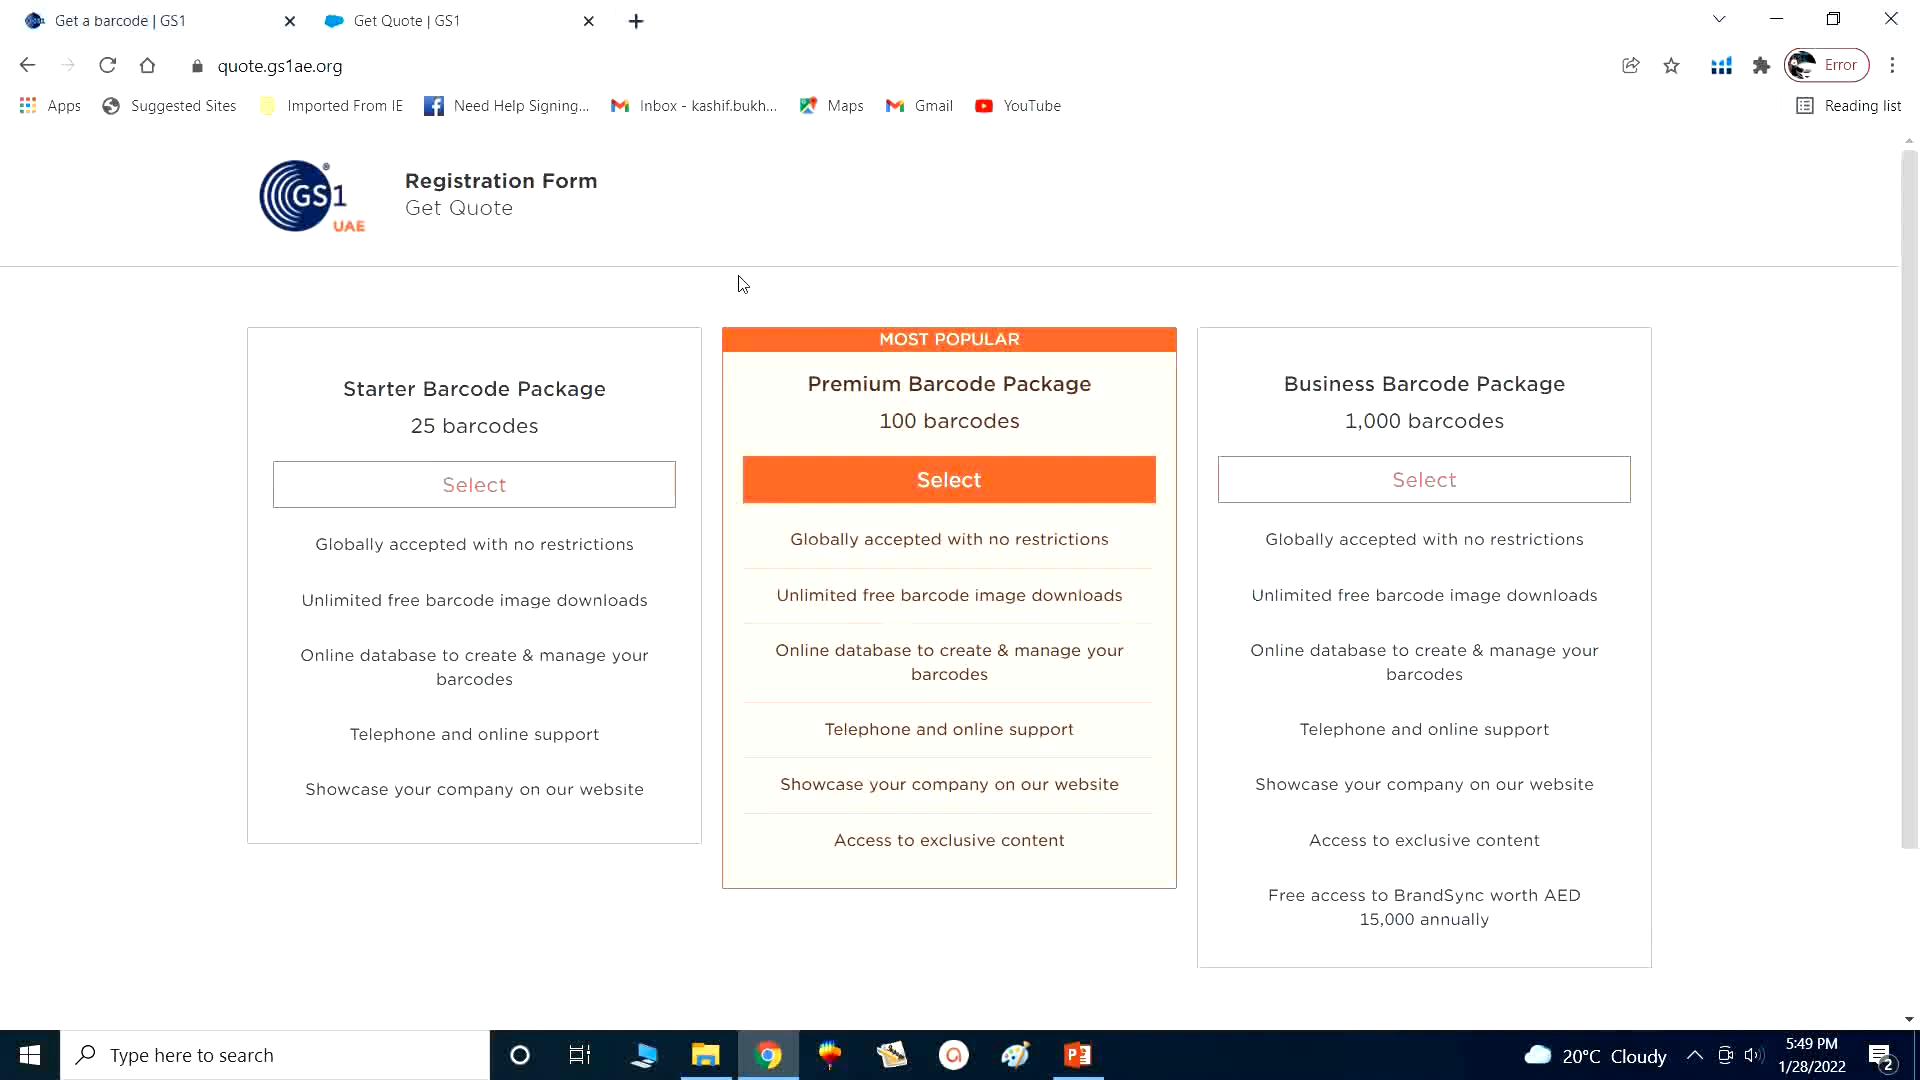 Get a barcode | GS1
Get Quote | GS1
quote.gs1ae.org
Error
Apps
Suggested Sites
Imported From IE
Need Help Signing...
Inbox - kashif.bukh...
Maps
Gmail
YouTube
Reading list
GS1
UAE
Registration Form
Get Quote
Starter Barcode Package
25 barcodes
Select
Globally accepted with no restrictions
Unlimited free barcode image downloads
Online database to create & manage your
barcodes
Telephone and online support
Showcase your company on our website
MOST POPULAR
Premium Barcode Package
100 barcodes
Select
Globally accepted with no restrictions
Unlimited free barcode image downloads
Online database to create & manage your
barcodes
Telephone and online support
Showcase your company on our website
Access to exclusive content
Business Barcode Package
1,000 barcodes
Select
Globally accepted with no restrictions
Unlimited free barcode image downloads
Online database to create & manage your
barcodes
Telephone and online support
Showcase your company on our website
Access to exclusive content
Free access to BrandSync worth AED
15,000 annually
Type here to search
20°C Cloudy
5:49 PM
1/28/2022
2